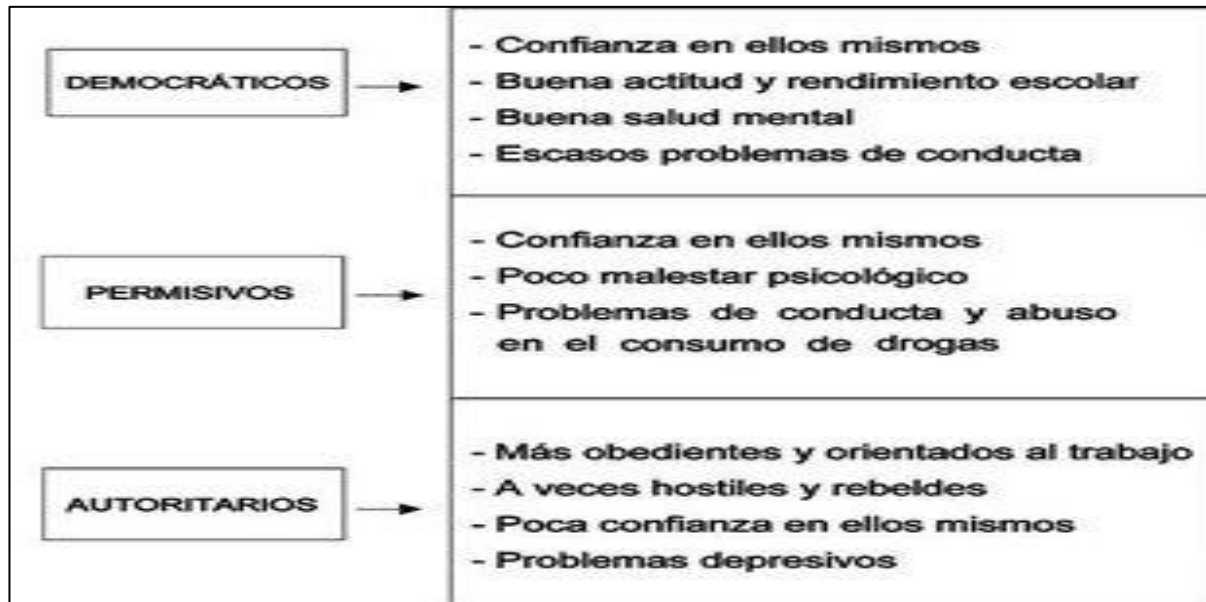 DEMOCRÁTICOS
- Confianza en ellos mismos
- Buena actitud y rendimiento escolar
- Buena salud mental
- Escasos problemas de conducta
PERMISIVOS
- Confianza en ellos mismos
- Poco malestar psicológico
- Problemas de conducta y abuso
en el consumo de drogas
AUTORITARIOS
- Más obedientes y orientados al trabajo
- A veces hostiles y rebeldes
- Poca confianza en ellos mismos
- Problemas depresivos